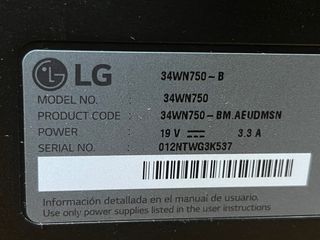 LG 34WN750-B
MODEL NO. : 34WN750
PRODUCT CODE : 34WN750-BM.AEUDMSN
POWER : 19 V ⎓ 3.3 A
SERIAL NO. : 012NTWG3K537
Información detallada en el manual de usuario.
Use only power supplies listed in the user instructions